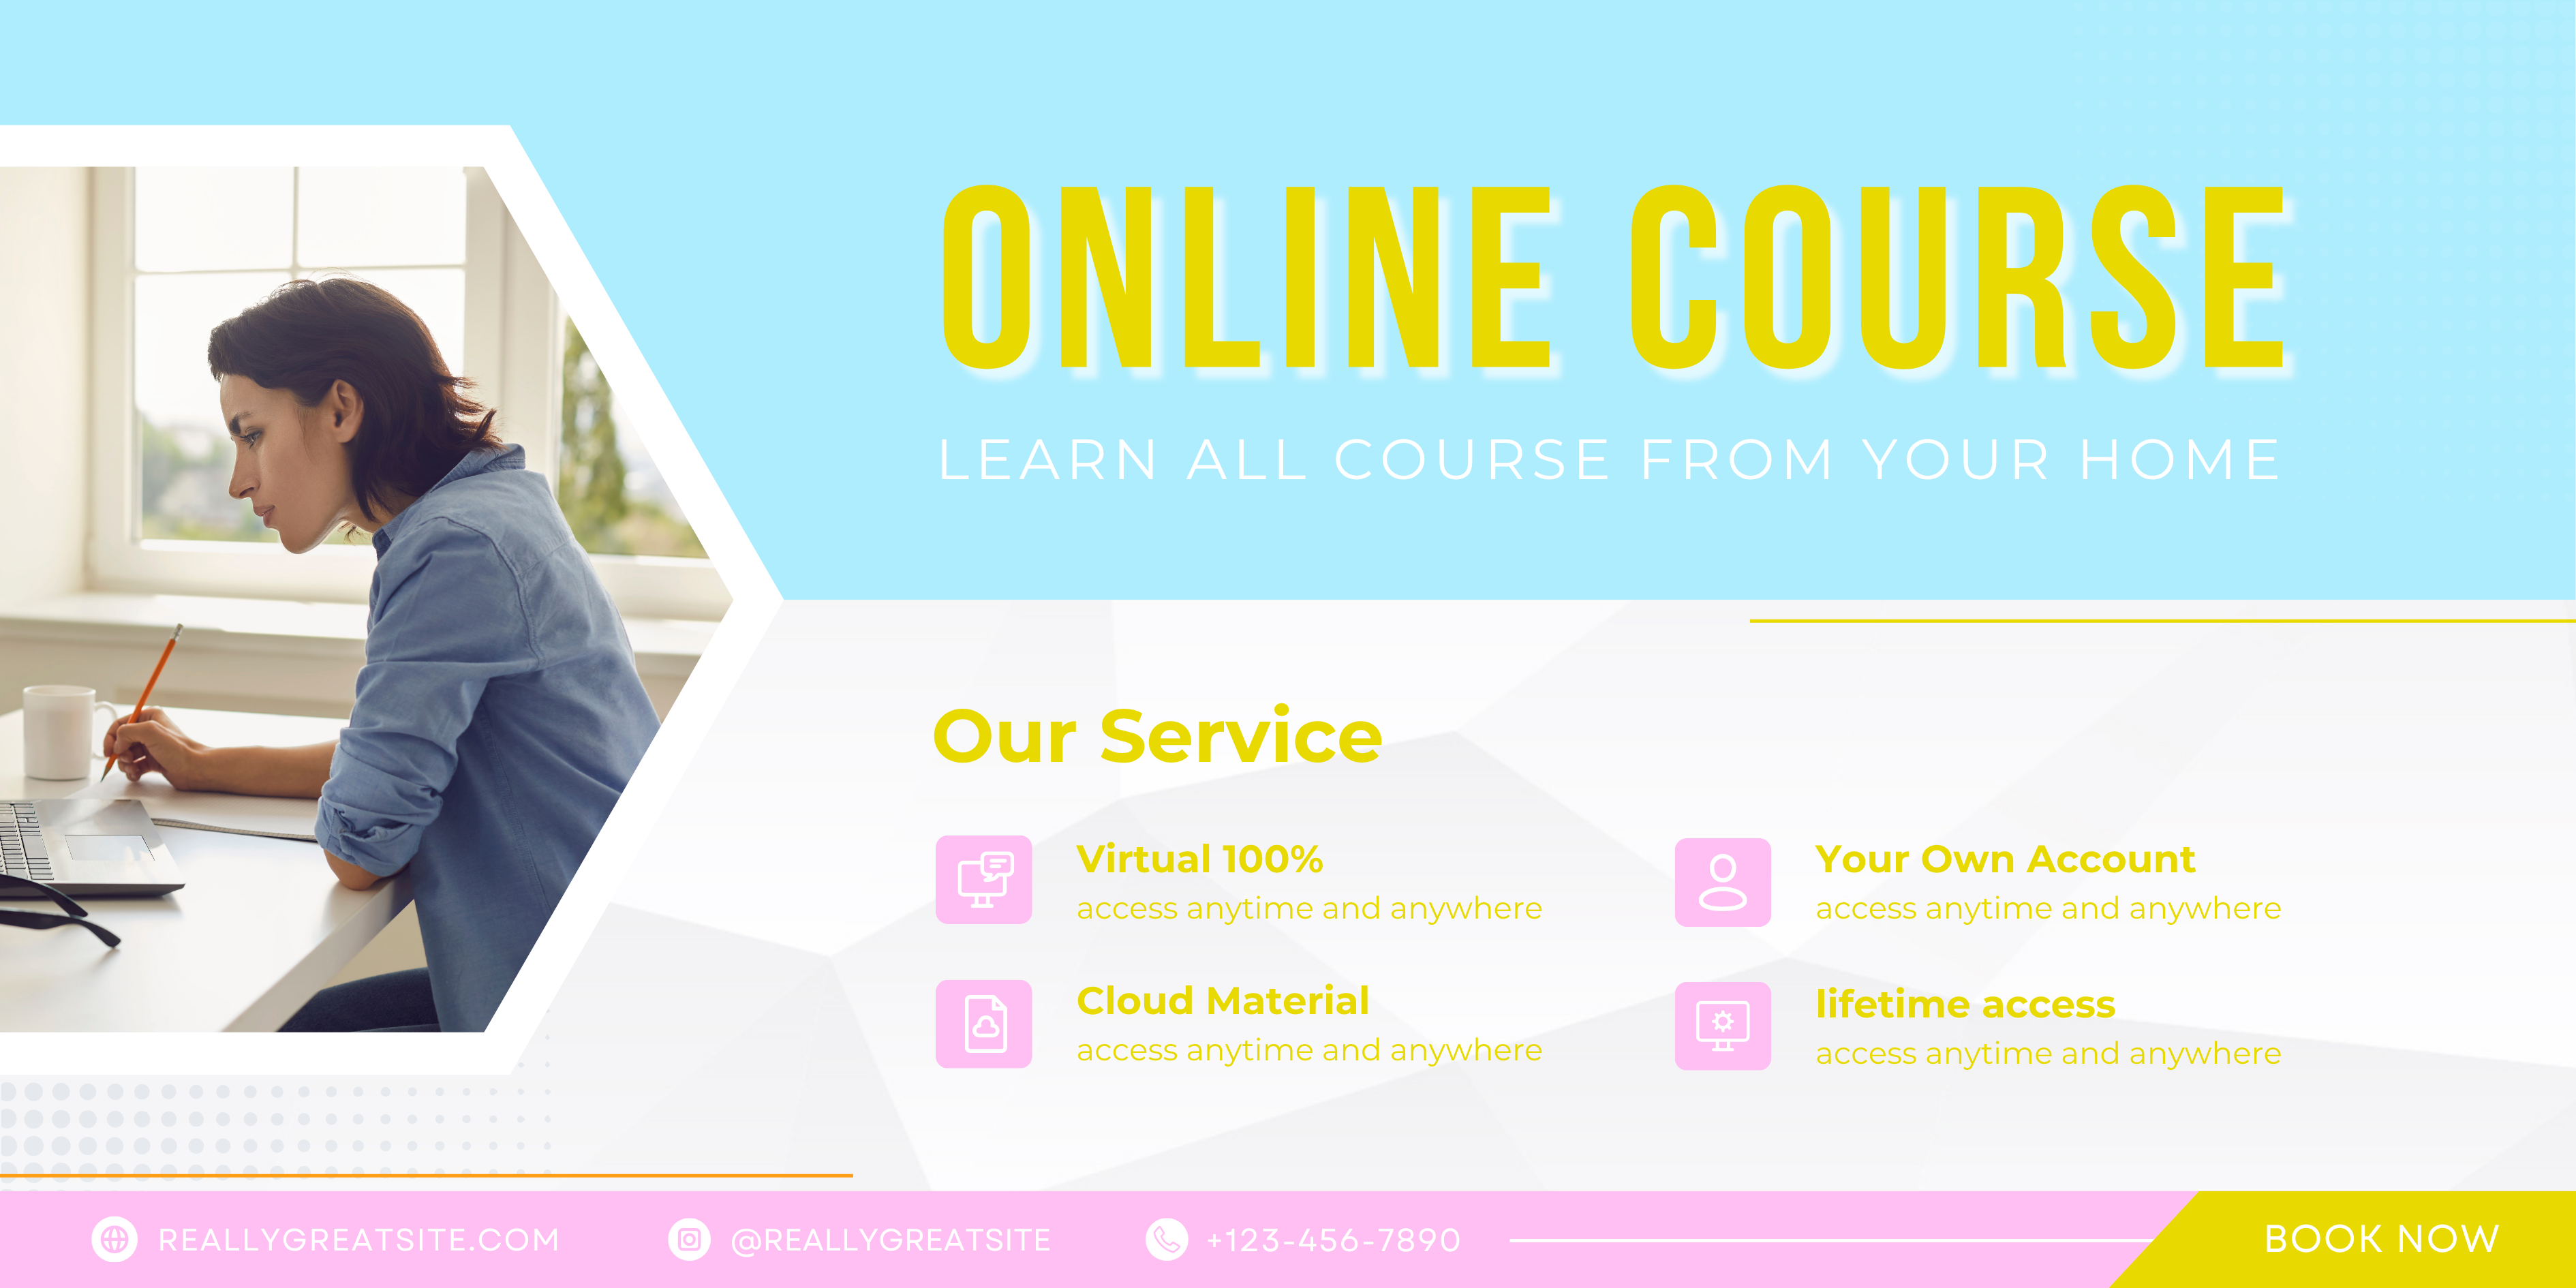 ONLINE COURSE
LEARN ALL COURSE FROM YOUR HOME
Our Service
Virtual 100%
access anytime and anywhere
Your Own Account
access anytime and anywhere
Cloud Material
access anytime and anywhere
lifetime access
access anytime and anywhere
REALLYGREATSITE.COM
@REALLYGREATSITE
+123-456-7890
BOOK NOW